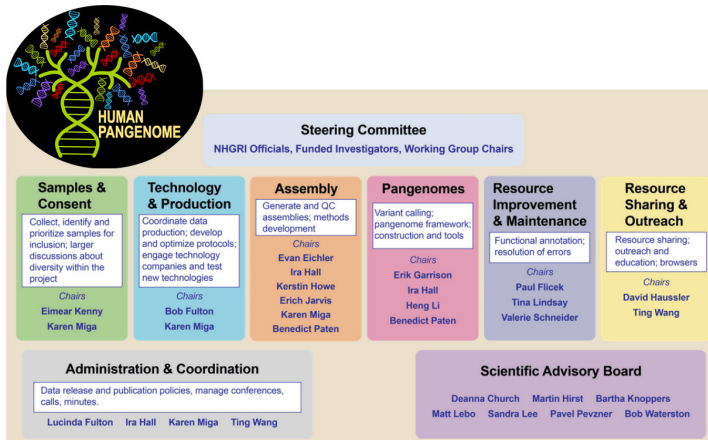 HUMAN
PANGENOME
Steering Committee
NHGRI Officials, Funded Investigators, Working Group Chairs
Samples &
Consent
Collect, identify and
prioritize samples for
inclusion; larger
discussions about
diversity within the
project
Chairs
Eimear Kenny
Karen Miga
Technology
& Production
Coordinate data
production; develop
and optimize protocols;
engage technology
companies and test
new technologies
Chairs
Bob Fulton
Karen Miga
Assembly
Generate and QC
assemblies; methods
development
Chairs
Evan Eichler
Ira Hall
Kerstin Howe
Erich Jarvis
Karen Miga
Benedict Paten
Pangenomes
Variant calling;
pangenome framework;
construction and tools
Chairs
Erik Garrison
Ira Hall
Heng Li
Benedict Paten
Resource
Improvement
& Maintenance
Functional annotation;
resolution of errors
Chairs
Paul Flicek
Tina Lindsay
Valerie Schneider
Resource
Sharing &
Outreach
Resource sharing;
outreach and
education; browsers
Chairs
David Haussler
Ting Wang
Administration & Coordination
Data release and publication policies, manage conferences,
calls, minutes.
Lucinda Fulton Ira Hall Karen Miga Ting Wang
Scientific Advisory Board
Deanna Church Martin Hirst Bartha Knoppers
Matt Lebo Sandra Lee Pavel Pevzner Bob Waterston